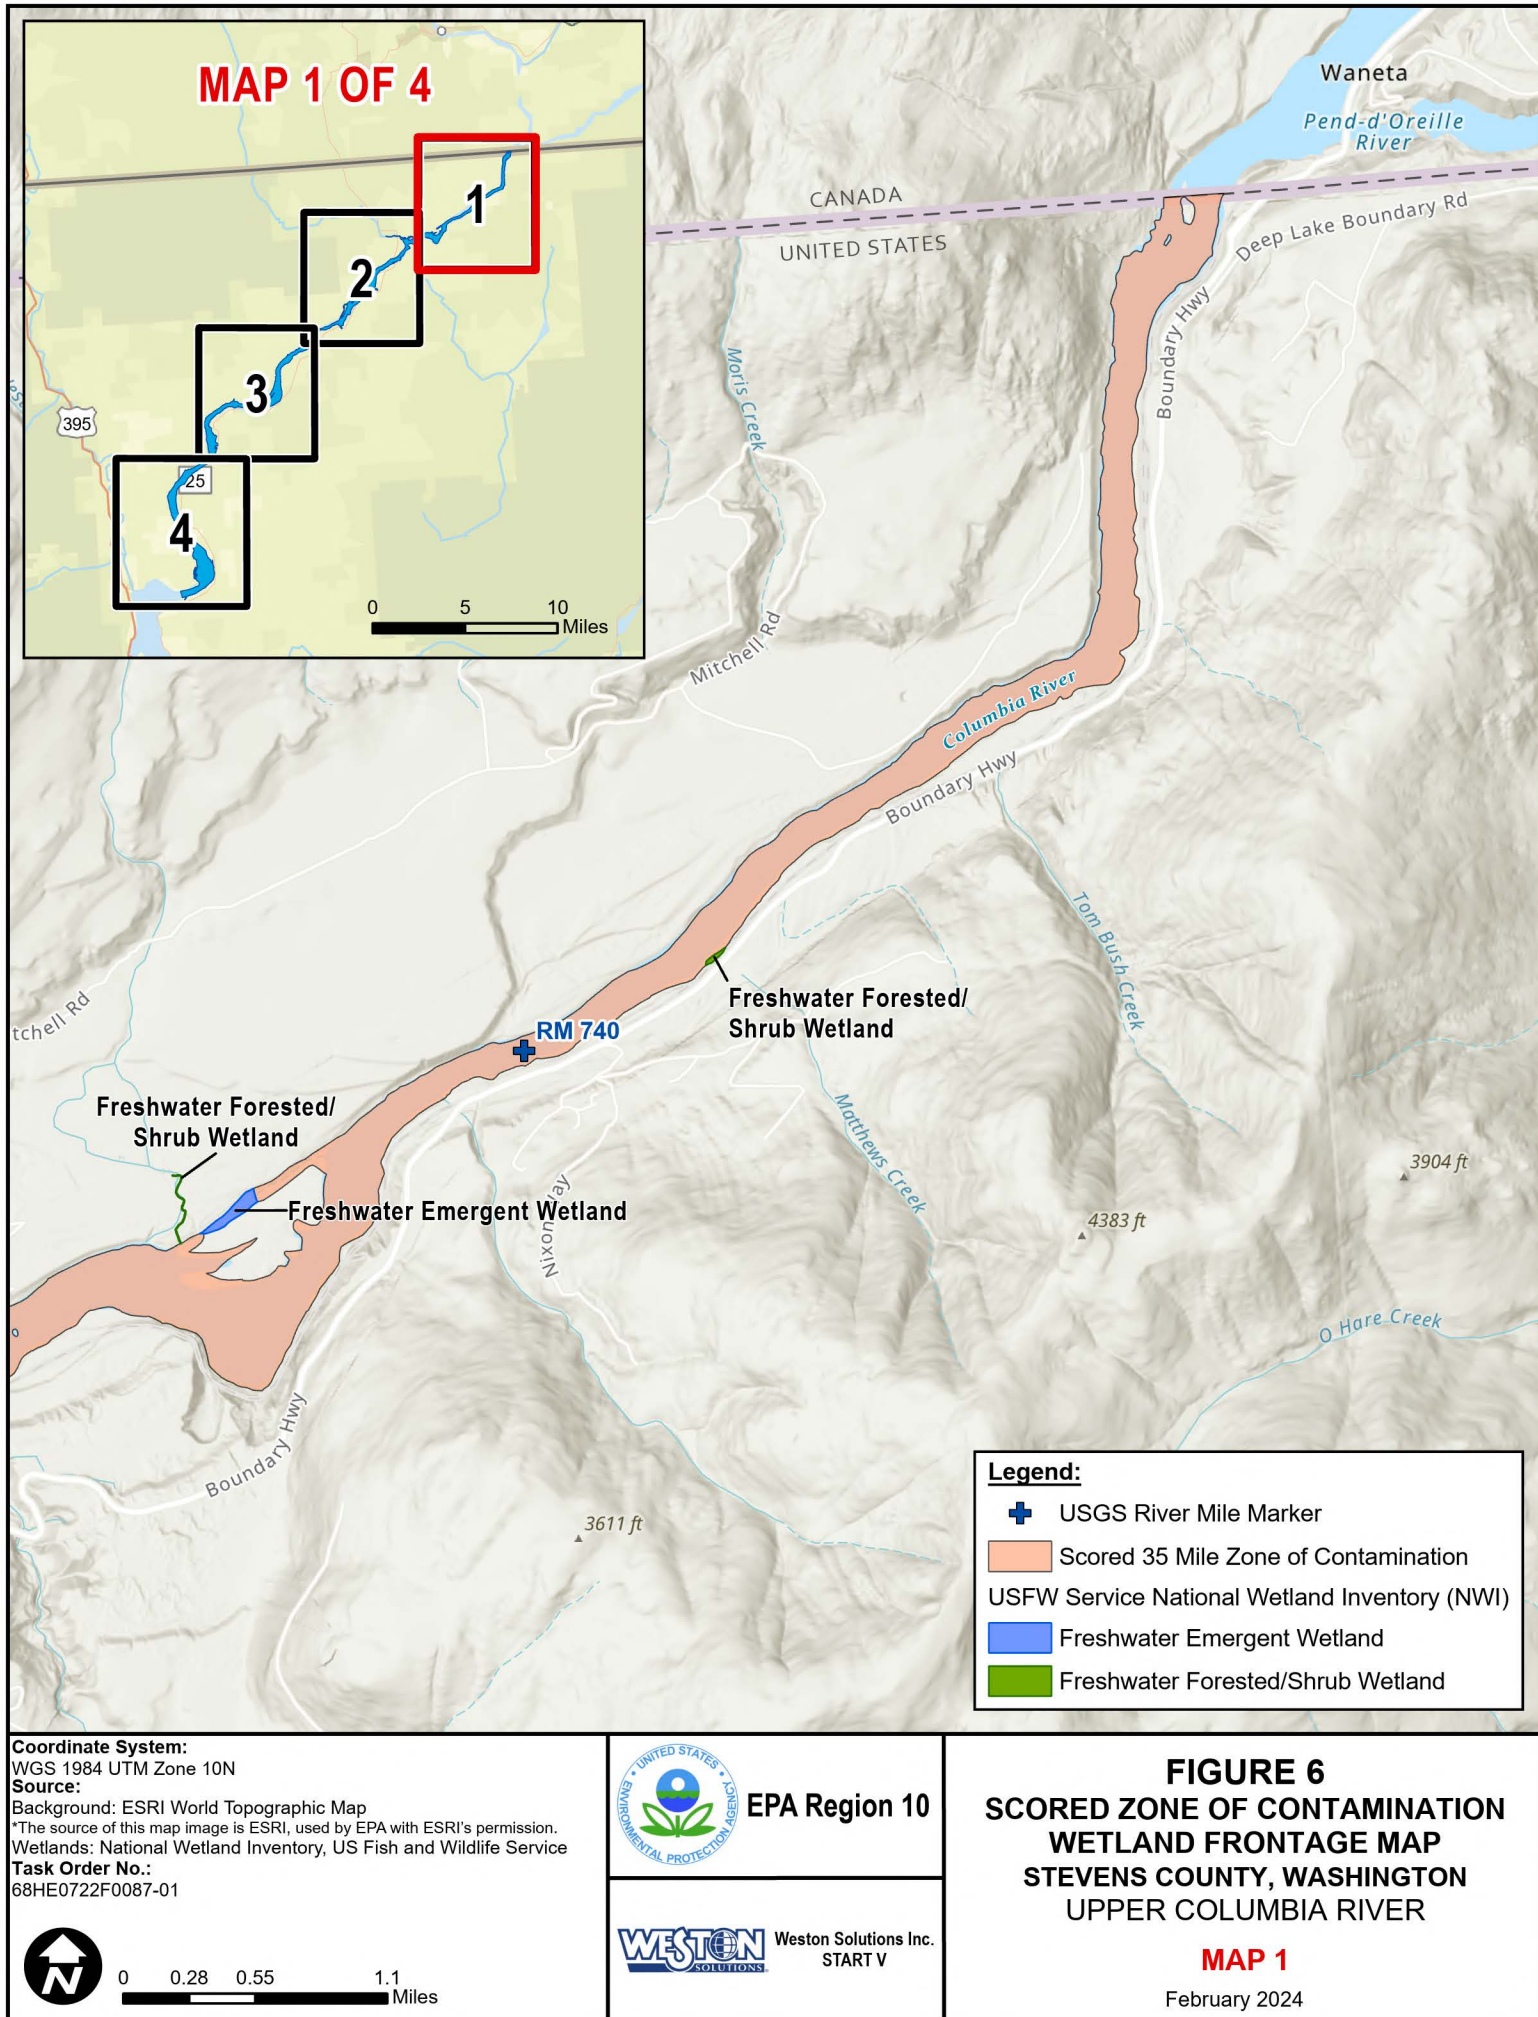 MAP 1 OF 4
1
2
3
4
395
25
0 5 10
Miles
Waneta
Pend-d'Oreille
River
CANADA
UNITED STATES
Deep Lake Boundary Rd
Boundary Hwy
Moris Creek
Mitchell Rd
Columbia River
Boundary Hwy
Tom Bush Creek
Freshwater Forested/
Shrub Wetland
RM 740
tchell Rd
Matthews Creek
Freshwater Forested/
Shrub Wetland
Freshwater Emergent Wetland
3904 ft
4383 ft
O Hare Creek
Boundary Hwy
3611 ft
Legend:
USGS River Mile Marker
Scored 35 Mile Zone of Contamination
USFW Service National Wetland Inventory (NWI)
Freshwater Emergent Wetland
Freshwater Forested/Shrub Wetland
Coordinate System:
WGS 1984 UTM Zone 10N
Source:
Background: ESRI World Topographic Map
*The source of this map image is ESRI, used by EPA with ESRI's permission.
Wetlands: National Wetland Inventory, US Fish and Wildlife Service
Task Order No.:
68HE0722F0087-01
N
0 0.28 0.55 1.1
Miles
UNITED STATES
ENVIRONMENTAL PROTECTION AGENCY
EPA Region 10
WESTON
SOLUTIONS
Weston Solutions Inc.
START V
FIGURE 6
SCORED ZONE OF CONTAMINATION
WETLAND FRONTAGE MAP
STEVENS COUNTY, WASHINGTON
UPPER COLUMBIA RIVER
MAP 1
February 2024